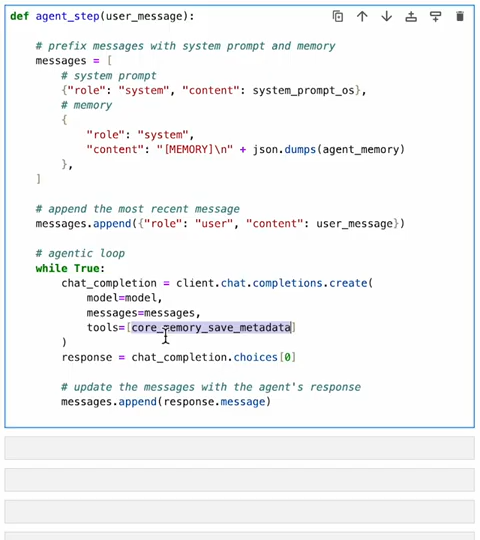 def agent_step(user_message):
# prefix messages with system prompt and memory
messages = [
# system prompt
{"role": "system", "content": system_prompt_os},
# memory
{
"role": "system",
"content": "[MEMORY]\n" + json.dumps(agent_memory)
},
]
# append the most recent message
messages.append({"role": "user", "content": user_message})
# agentic loop
while True:
chat_completion = client.chat.completions.create(
model=model,
messages=messages,
tools=[core_memory_save_metadata]
)
response = chat_completion.choices[0]
# update the messages with the agent's response
messages.append(response.message)